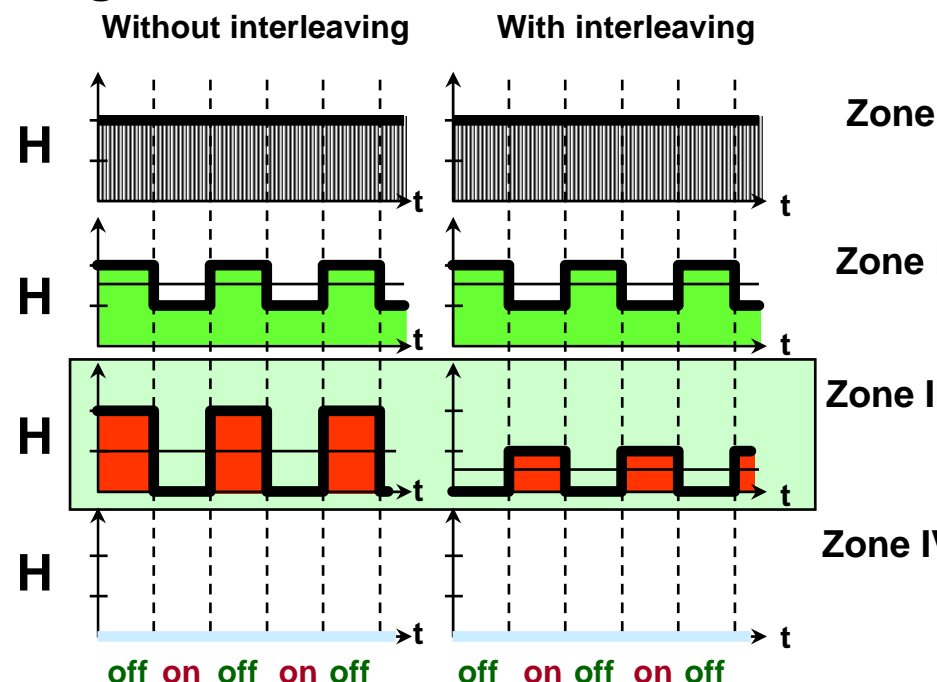 Without interleaving With interleaving
H t t Zone
H t t Zone
H t t Zone I
H t t Zone I
off on off on off off on off on off